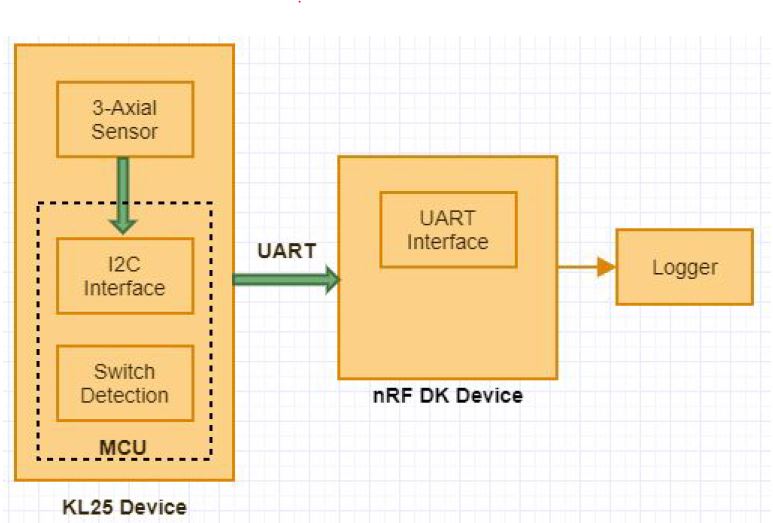 3-Axial
Sensor
I2C
Interface
Switch
Detection
MCU
KL25 Device
UART
UART
Interface
nRF DK Device
Logger